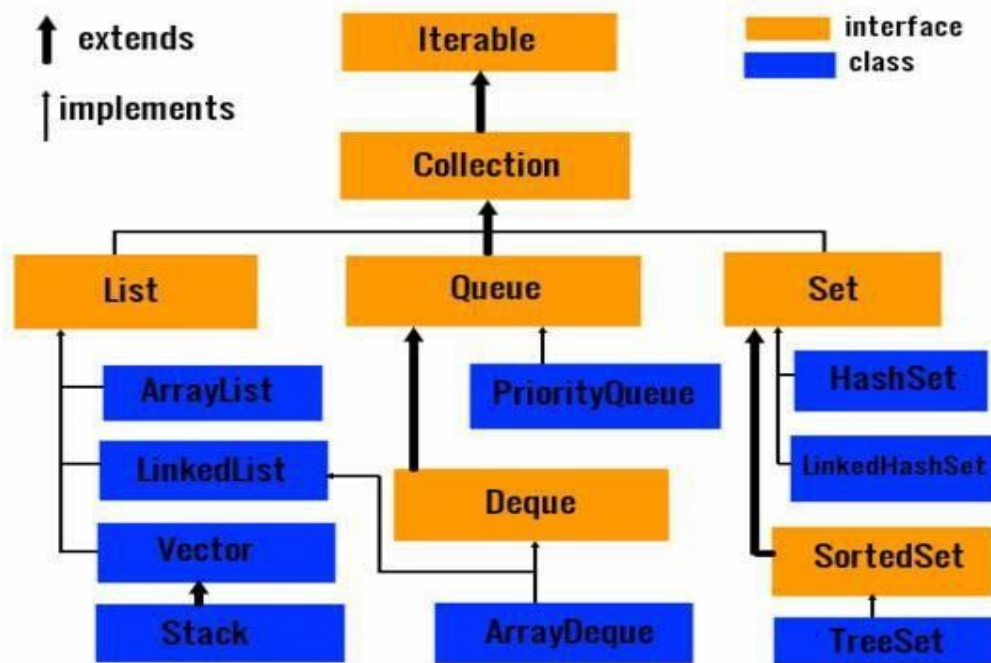 extends
implements
Iterable
interface
class
Collection
List
Queue
Set
ArrayList
PriorityQueue
HashSet
LinkedList
Deque
LinkedHashSet
Vector
SortedSet
Stack
ArrayDeque
TreeSet